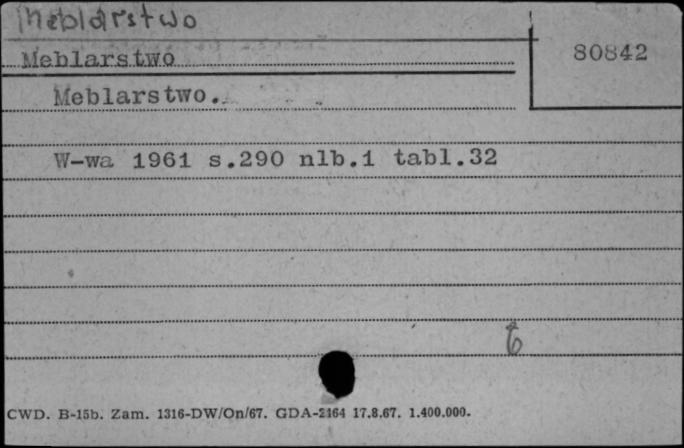 Meblarstwo
Meblarstwo
80842
Meblarstwo.
W-wa 1961 s.290 nlb.1 tabl.32
6
CWD. B-15b. Zam. 1316-DW/On/67. GDA-2164 17.8.67. 1.400.000.